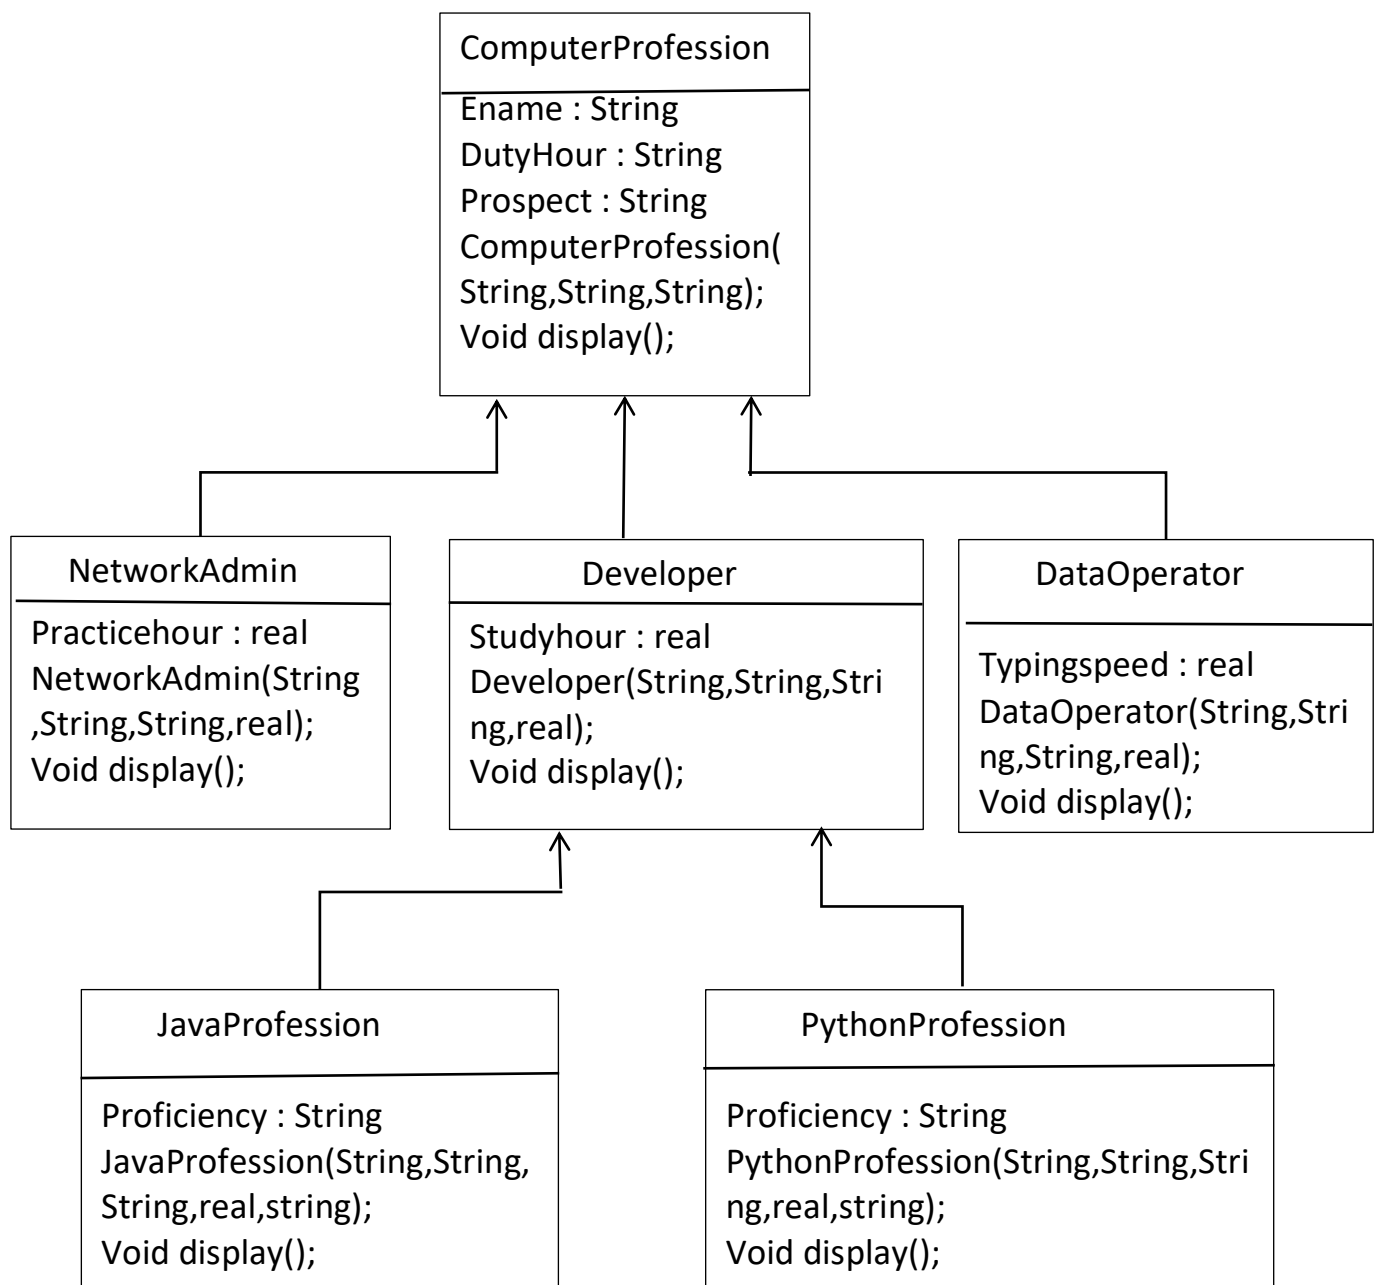 ComputerProfession
Ename : String
DutyHour : String
Prospect : String
ComputerProfession(
String,String,String);
Void display();
NetworkAdmin
Practicehour : real
NetworkAdmin(String
,String,String,real);
Void display();
Developer
Studyhour : real
Developer(String,String,Stri
ng,real);
Void display();
DataOperator
Typingspeed : real
DataOperator(String,Stri
ng,String,real);
Void display();
JavaProfession
Proficiency : String
JavaProfession(String,String,
String,real,string);
Void display();
PythonProfession
Proficiency : String
PythonProfession(String,String,Stri
ng,real,string);
Void display();